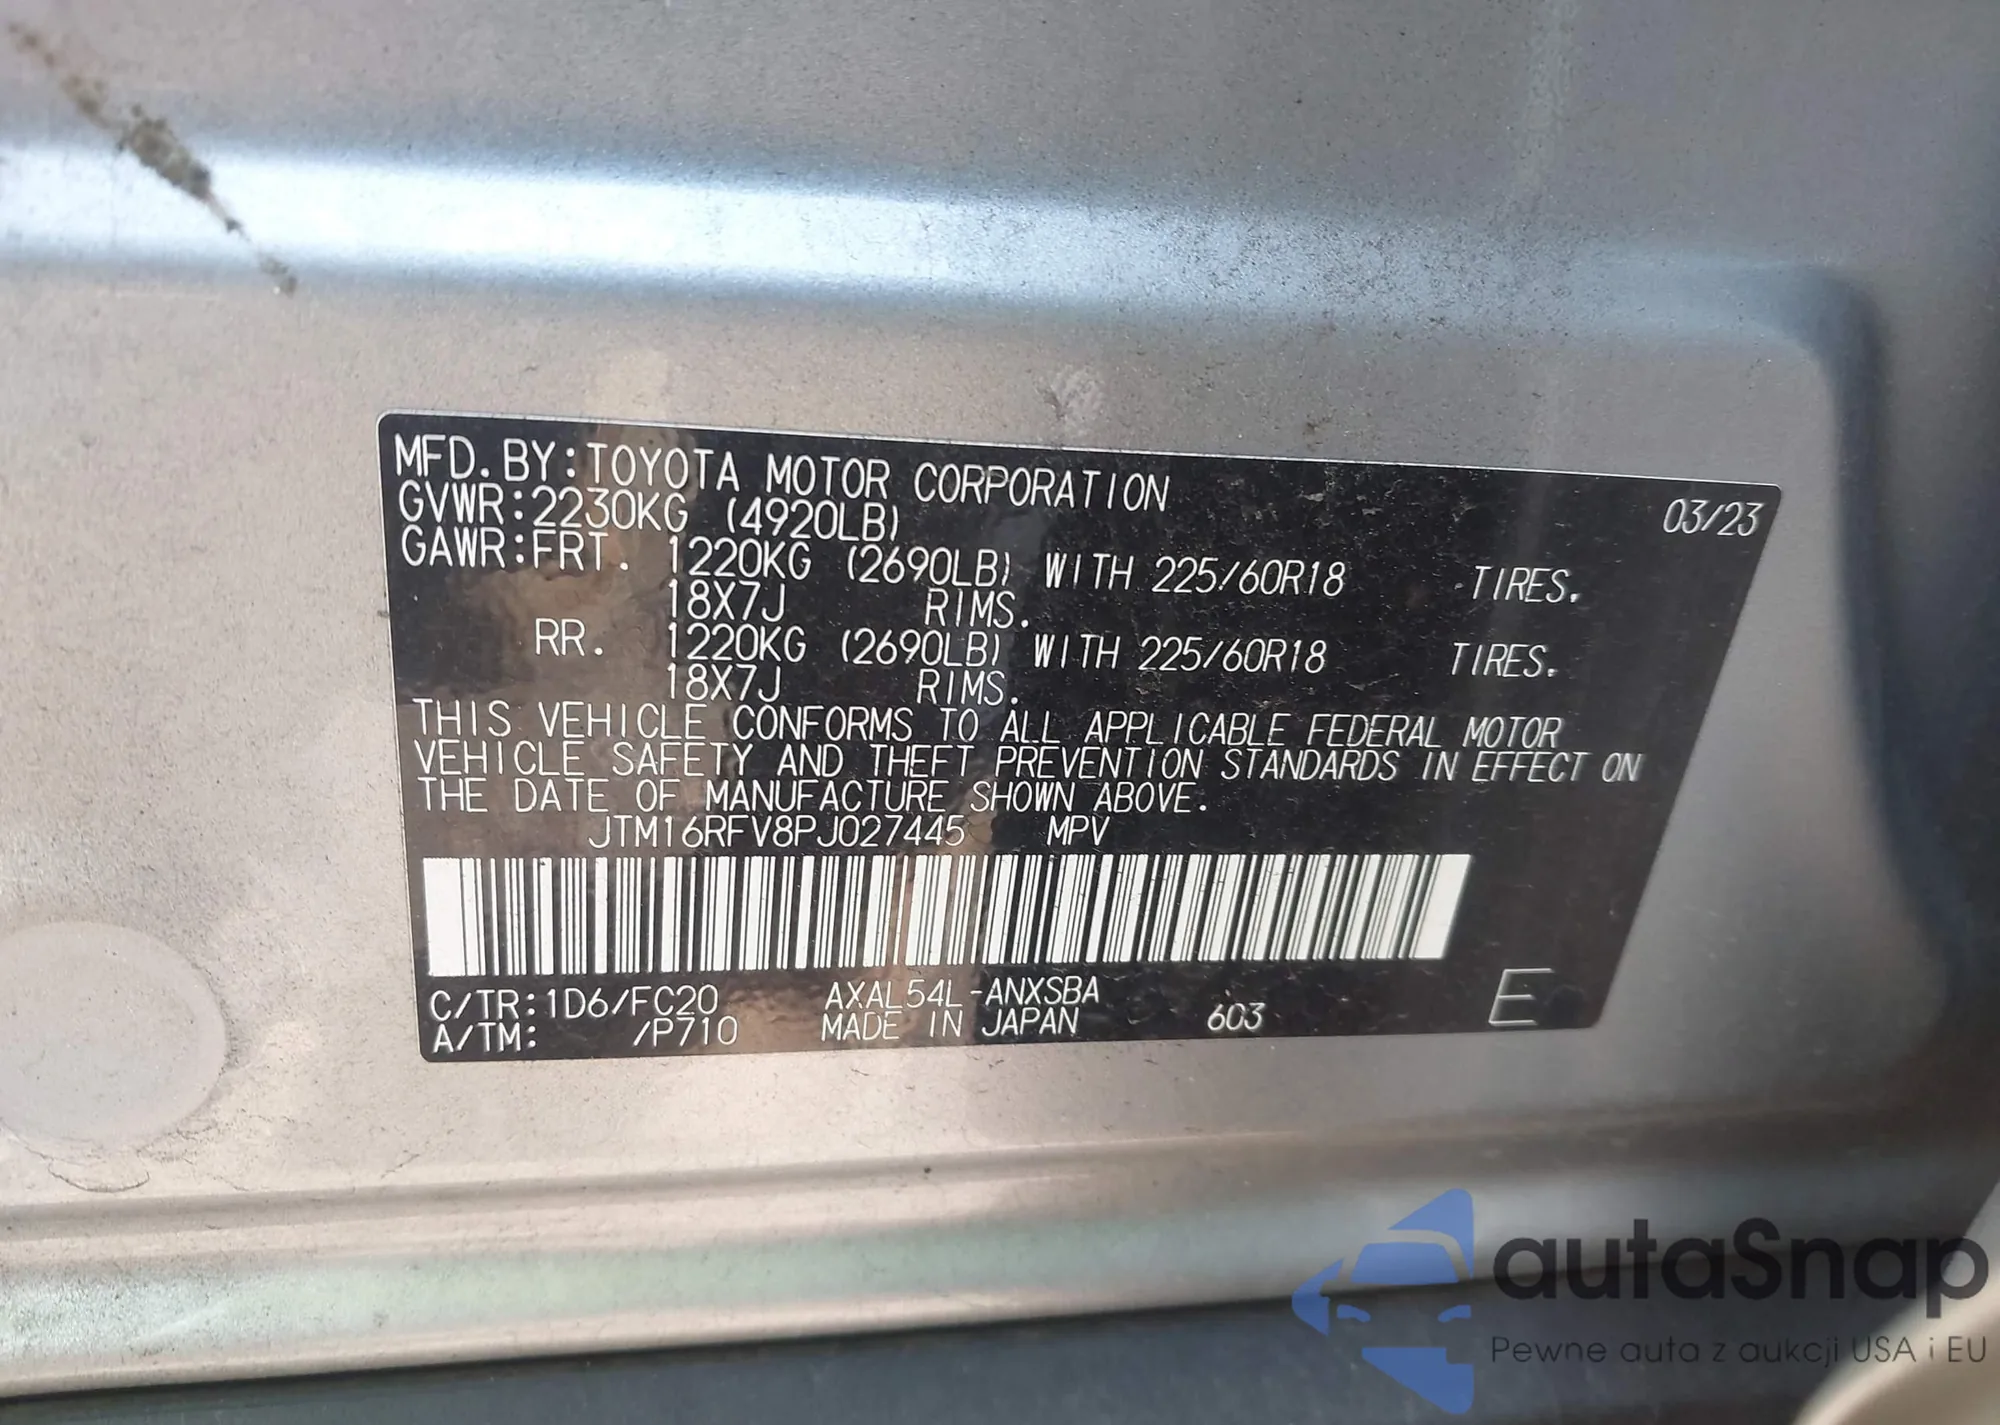 MFD. BY: TOYOTA MOTOR CORPORATION 03/23
GVWR: 2230KG (4920LB)
GAWR: FRT. 1220KG (2690LB) WITH 225/60R18 TIRES.
18X7J RIMS.
RR. 1220KG (2690LB) WITH 225/60R18 TIRES.
18X7J RIMS.
THIS VEHICLE CONFORMS TO ALL APPLICABLE FEDERAL MOTOR
VEHICLE SAFETY AND THEFT PREVENTION STANDARDS IN EFFECT ON
THE DATE OF MANUFACTURE SHOWN ABOVE.
JTM16RFV8PJ027445 MPV
C/TR: 1D6/FC20 AXAL54L-ANXSBA
A/TM: /P710 MADE IN JAPAN 603 E
autaSnap
Pewne auta z aukcji USA i EU